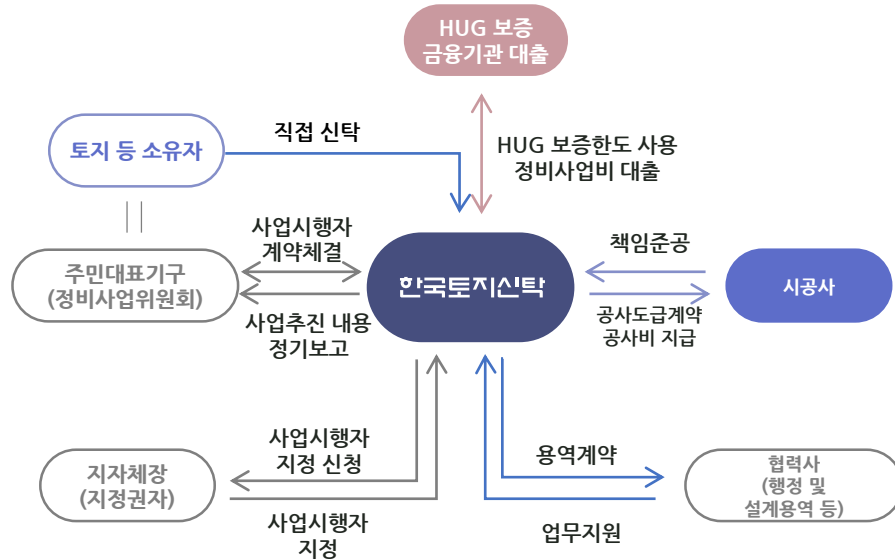 HUG 보증
금융기관 대출
직접 신탁
토지 등 소유자
HUG 보증한도 사용
정비사업비 대출
사업시행자
계약체결
주민대표기구
(정비사업위원회)
한국토지신탁
책임준공
시공사
사업추진 내용
정기보고
공사도급계약
공사비 지급
사업시행자
지정 신청
지자체장
(지정권자)
사업시행자
지정
용역계약
협력사
(행정 및
설계용역 등)
업무지원